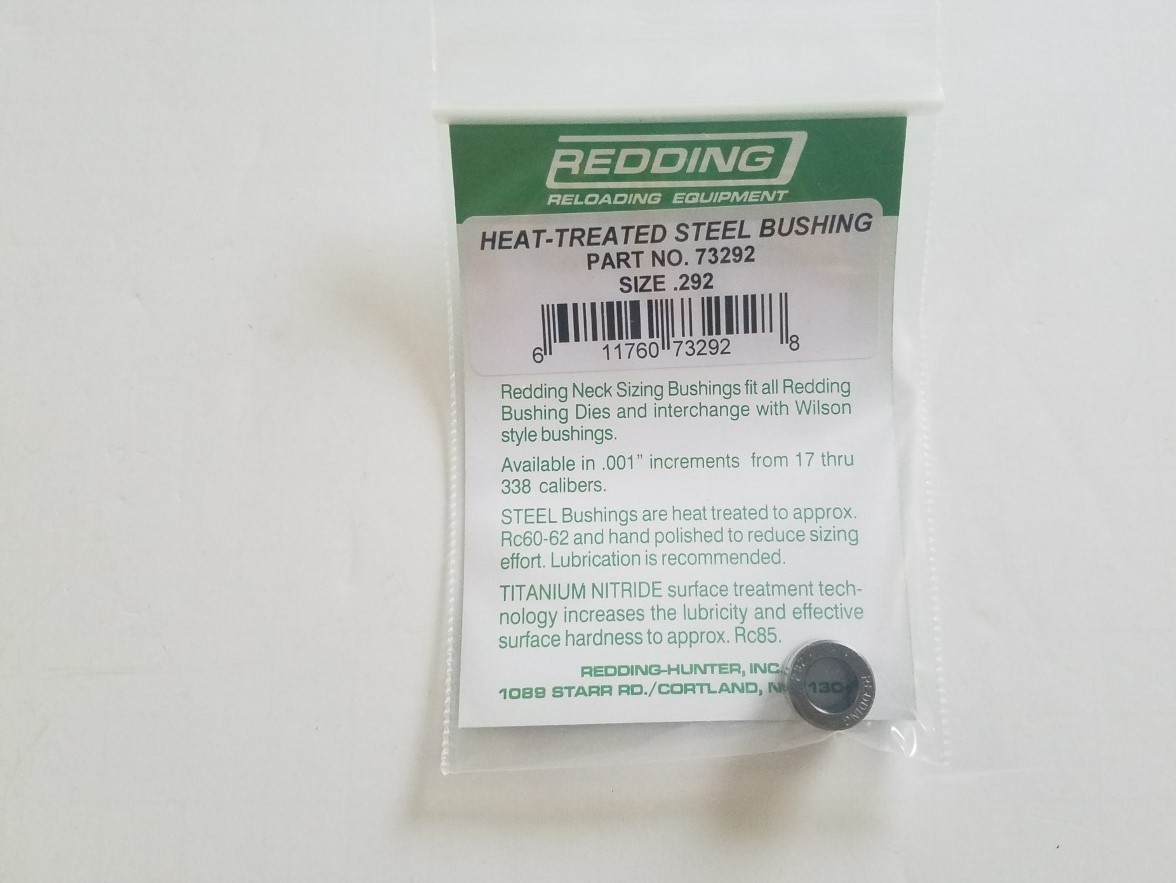 REDDING
RELOADING EQUIPMENT
HEAT-TREATED STEEL BUSHING
PART NO. 73292
SIZE .292
6 11760 73292 8
Redding Neck Sizing Bushings fit all Redding
Bushing Dies and interchange with Wilson
style bushings.
Available in .001" increments from 17 thru
338 calibers.
STEEL Bushings are heat treated to approx.
Rc60-62 and hand polished to reduce sizing
effort. Lubrication is recommended.
TITANIUM NITRIDE surface treatment tech-
nology increases the lubricity and effective
surface hardness to approx. Rc85.
REDDING-HUNTER, INC.
1089 STARR RD./CORTLAND, 130
REDDING